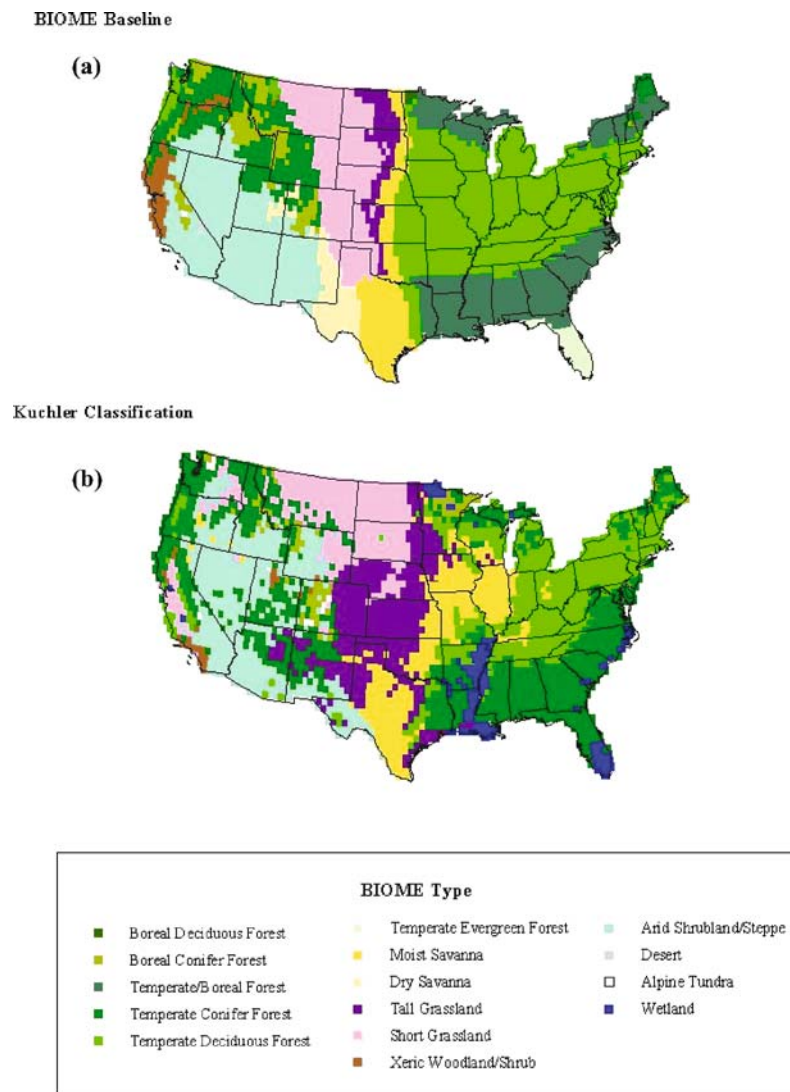 BIOME Baseline
(a)
Kuchler Classification
(b)
BIOME Type
Boreal Deciduous Forest
Boreal Conifer Forest
Temperate/Boreal Forest
Temperate Conifer Forest
Temperate Deciduous Forest
Temperate Evergreen Forest
Moist Savanna
Dry Savanna
Tall Grassland
Short Grassland
Xeric Woodland/Shrub
Arid Shrubland/Steppe
Desert
Alpine Tundra
Wetland